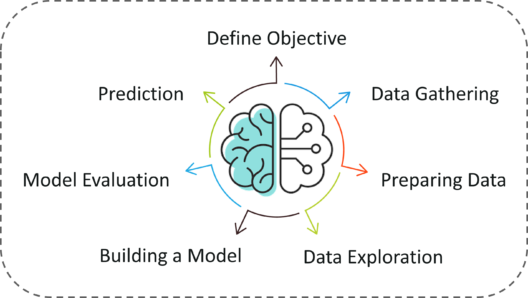 Define Objective
Data Gathering
Preparing Data
Data Exploration
Building a Model
Model Evaluation
Prediction